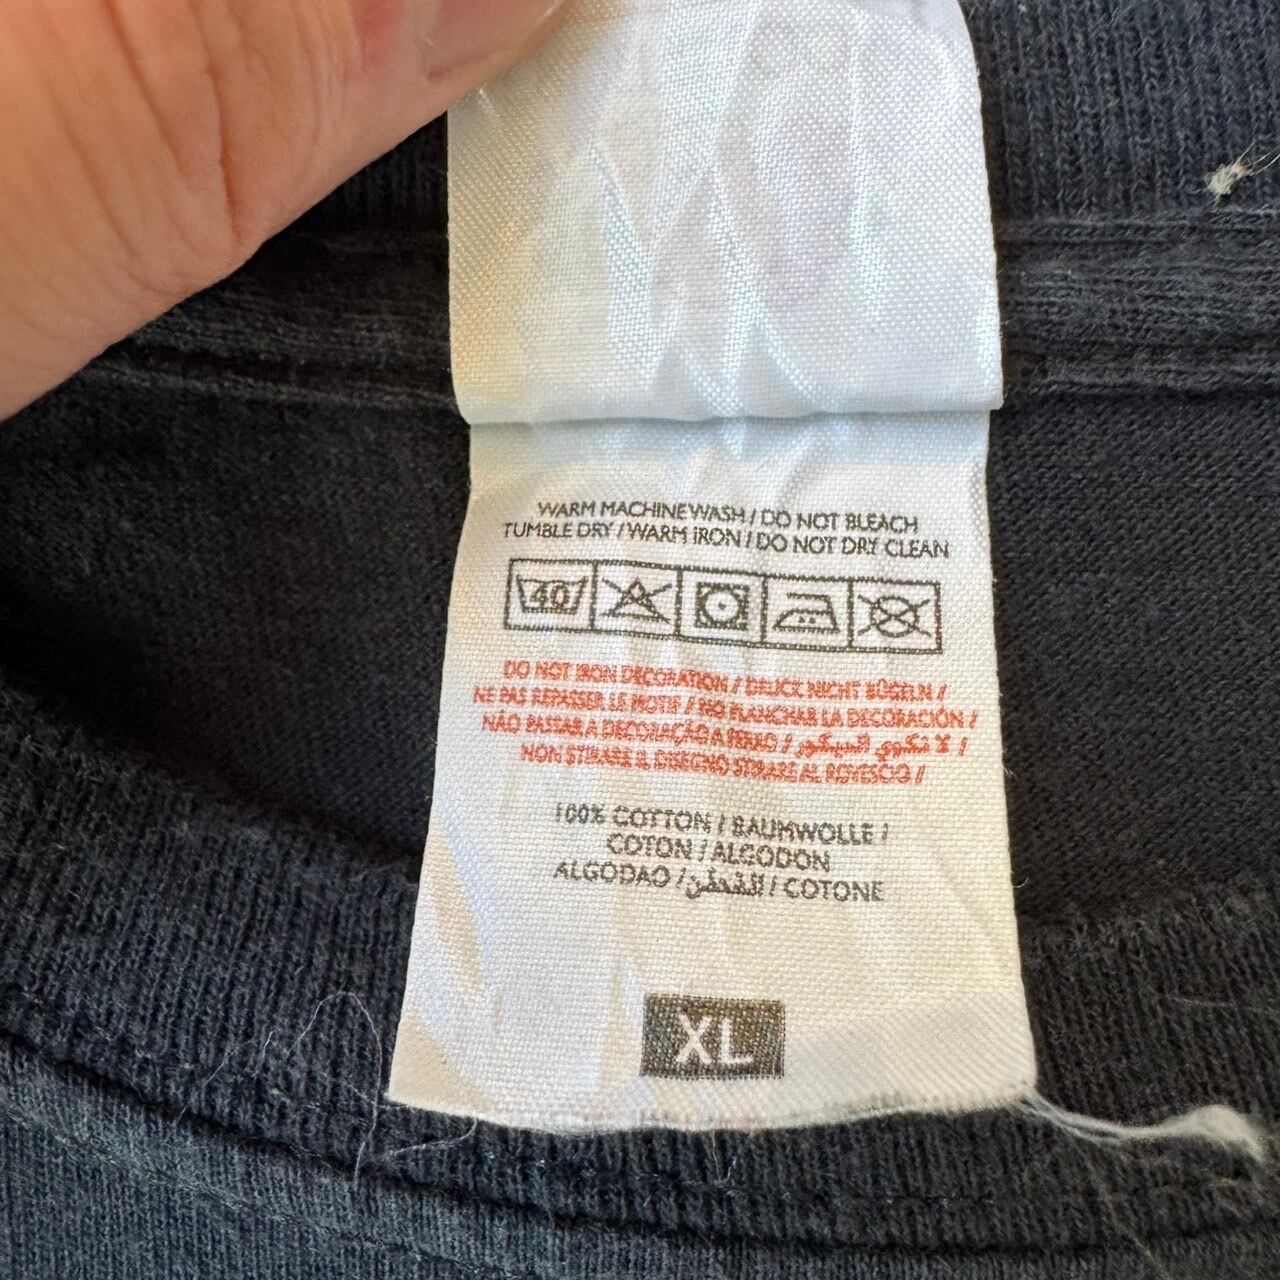 WARM MACHINE WASH / DO NOT BLEACH
TUMBLE DRY / WARM IRON / DO NOT DRY CLEAN
40
DO NOT IRON DECORATION / DRUCK NICHT BÜGELN /
NE PAS REPASSER LE MOTIF / NO PLANCHAR LA DECORACIÓN /
NÃO PASSAR A DECORAÇÃO A FERRO / لا تكوي الديكور /
NON STIRARE IL DISEGNO STIRARE AL ROVESCIO /
100% COTTON / BAUMWOLLE /
COTON / ALGODON
ALGODAO / القطن / COTONE
XL